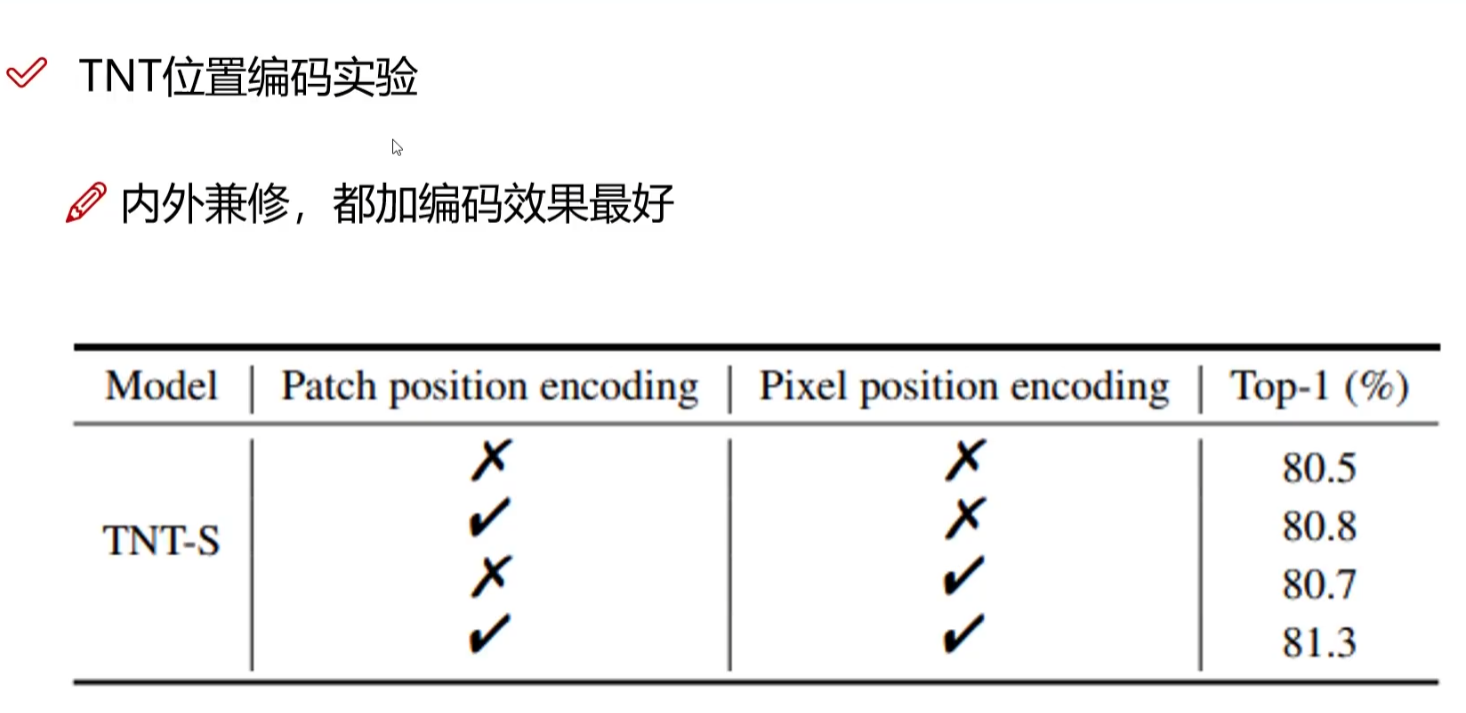 TNT位置编码实验
内外兼修，都加编码效果最好
Model | Patch position encoding | Pixel position encoding | Top-1 (%)
✗ ✗ 80.5
✔ ✗ 80.8
TNT-S
✗ ✔ 80.7
✔ ✔ 81.3